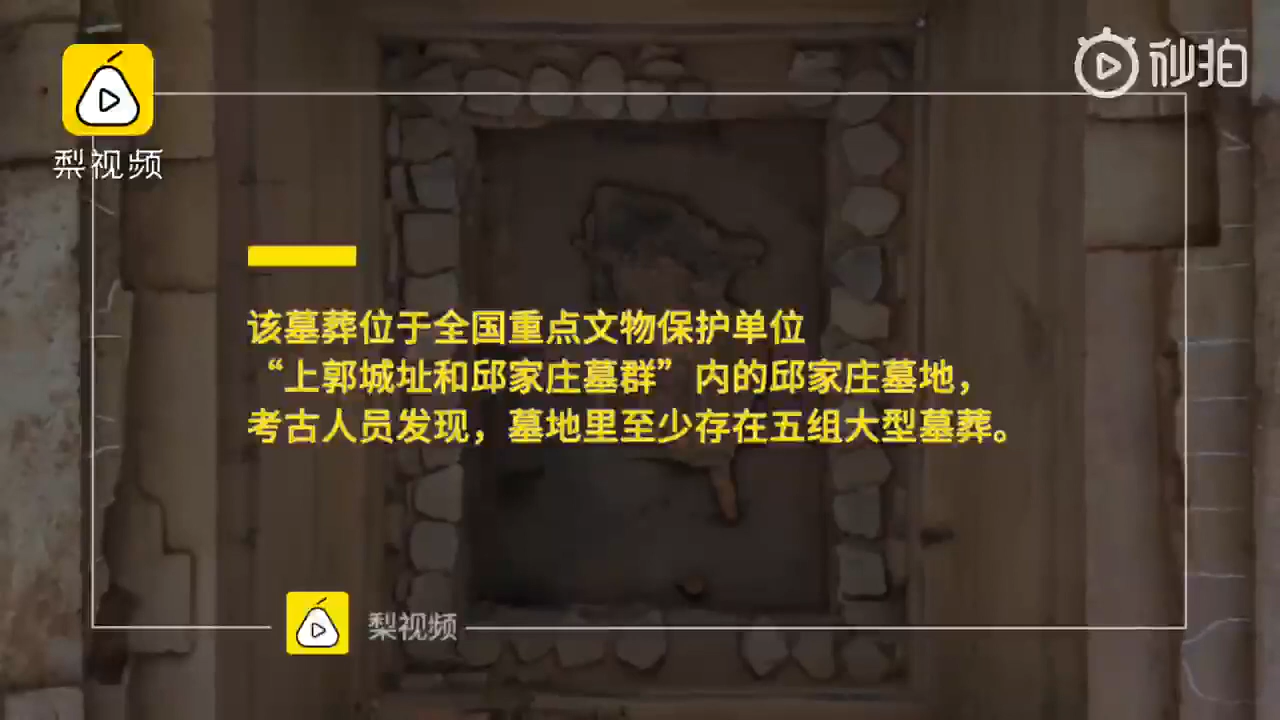 梨视频
秒拍
该墓葬位于全国重点文物保护单位
“上郭城址和邱家庄墓群”内的邱家庄墓地，
考古人员发现，墓地里至少存在五组大型墓葬。
梨视频